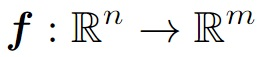 𝒇 : ℝⁿ → ℝᵐ